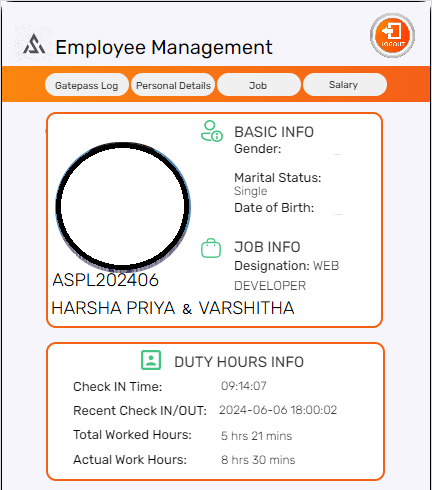 Employee Management
LOGOUT
Gatepass Log
Personal Details
Job
Salary
BASIC INFO
Gender:
Marital Status:
Single
Date of Birth:
JOB INFO
Designation: WEB
DEVELOPER
ASPL202406
HARSHA PRIYA & VARSHITHA
DUTY HOURS INFO
Check IN Time: 09:14:07
Recent Check IN/OUT: 2024-06-06 18:00:02
Total Worked Hours: 5 hrs 21 mins
Actual Work Hours: 8 hrs 30 mins